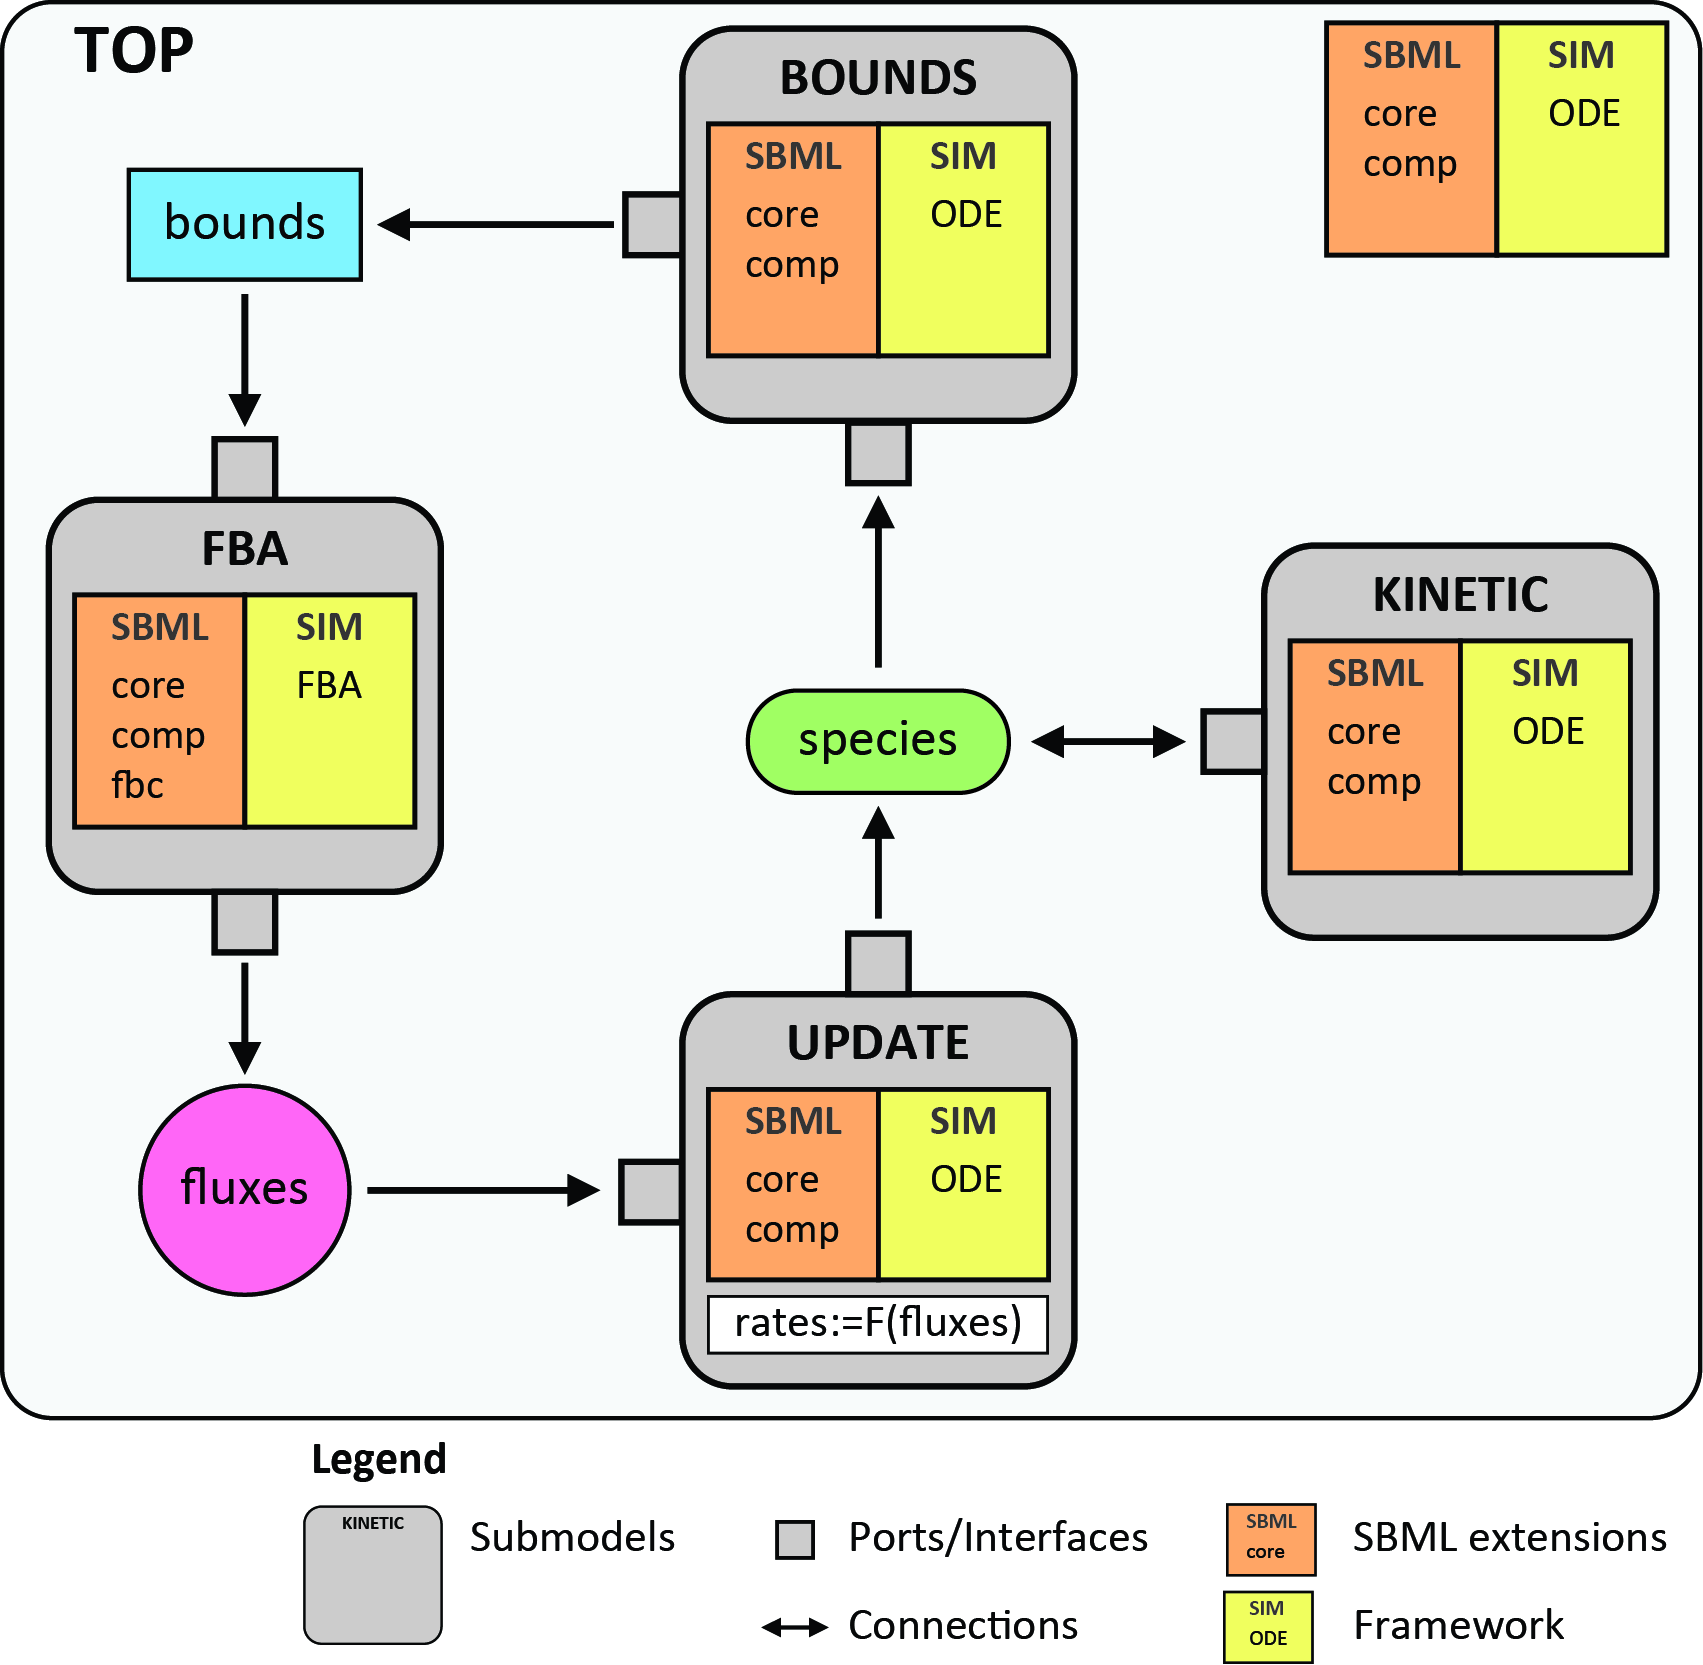 TOP
BOUNDS
SBML
core
comp
SIM
ODE
SBML
core
comp
SIM
ODE
bounds
FBA
SBML
core
comp
fbc
SIM
FBA
KINETIC
SBML
core
comp
SIM
ODE
species
UPDATE
SBML
core
comp
SIM
ODE
rates:=F(fluxes)
fluxes
Legend
KINETIC
Submodels
Ports/Interfaces
Connections
SBML
core
SBML extensions
SIM
ODE
Framework